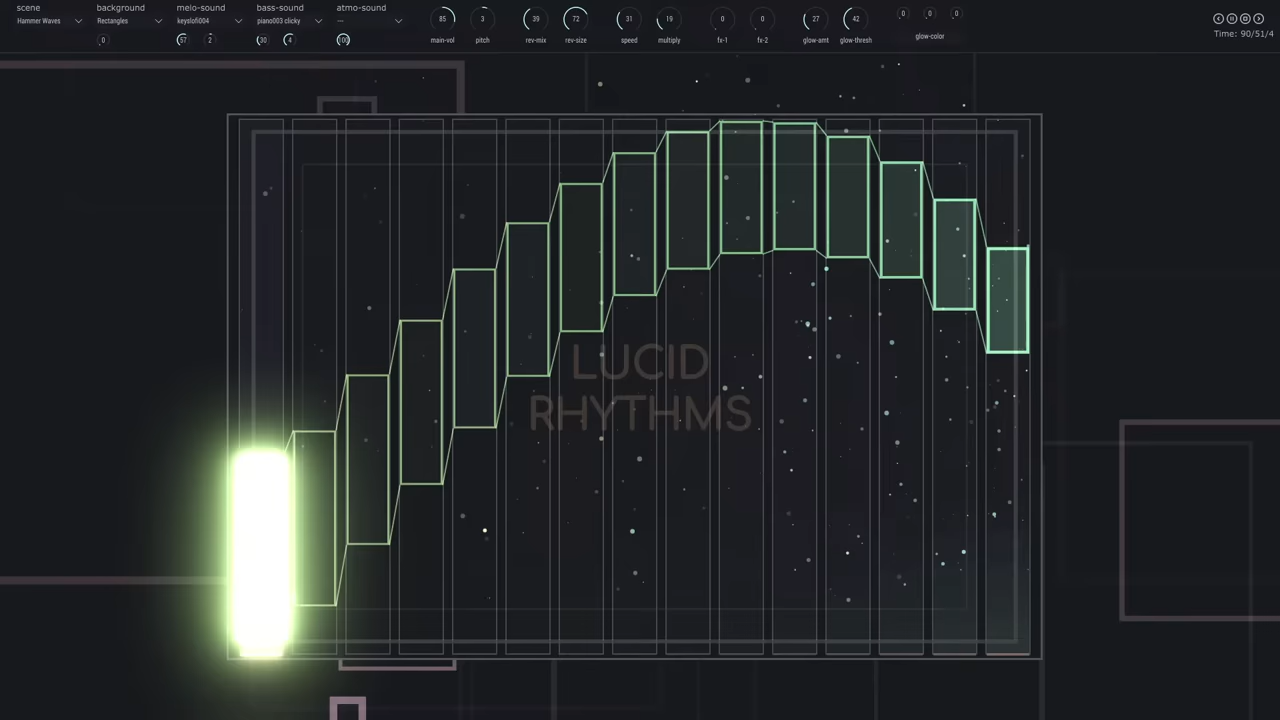 scene background melo-sound bass-sound atmo-sound
Hammer Waves Rectangles keyslofi004 piano003 clicky ---
0 57 2 30 4 100
85 3 39 72 31 19 0 0 27 42 0 0 0
main-vol pitch rev-mix rev-size speed multiply fx-1 fx-2 glow-amt glow-thresh glow-color
Time: 90/51/4
LUCID
RHYTHMS